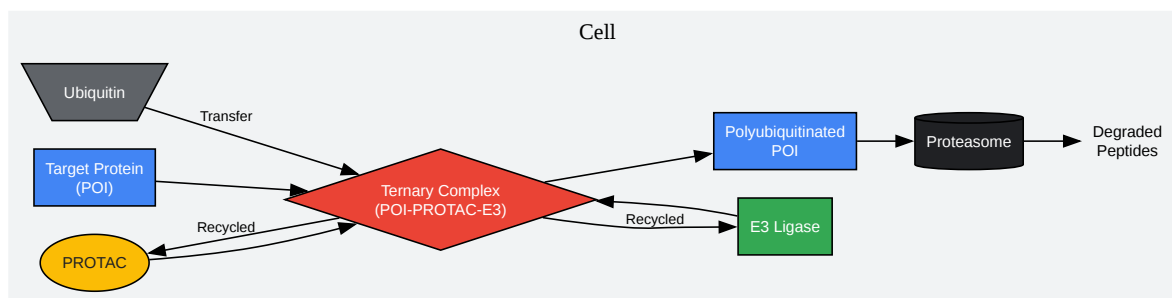 Cell
Ubiquitin
Transfer
Target Protein
(POI)
Recycled
PROTAC
Ternary Complex
(POI-PROTAC-E3)
Polyubiquitinated
POI
Recycled
E3 Ligase
Proteasome
Degraded
Peptides